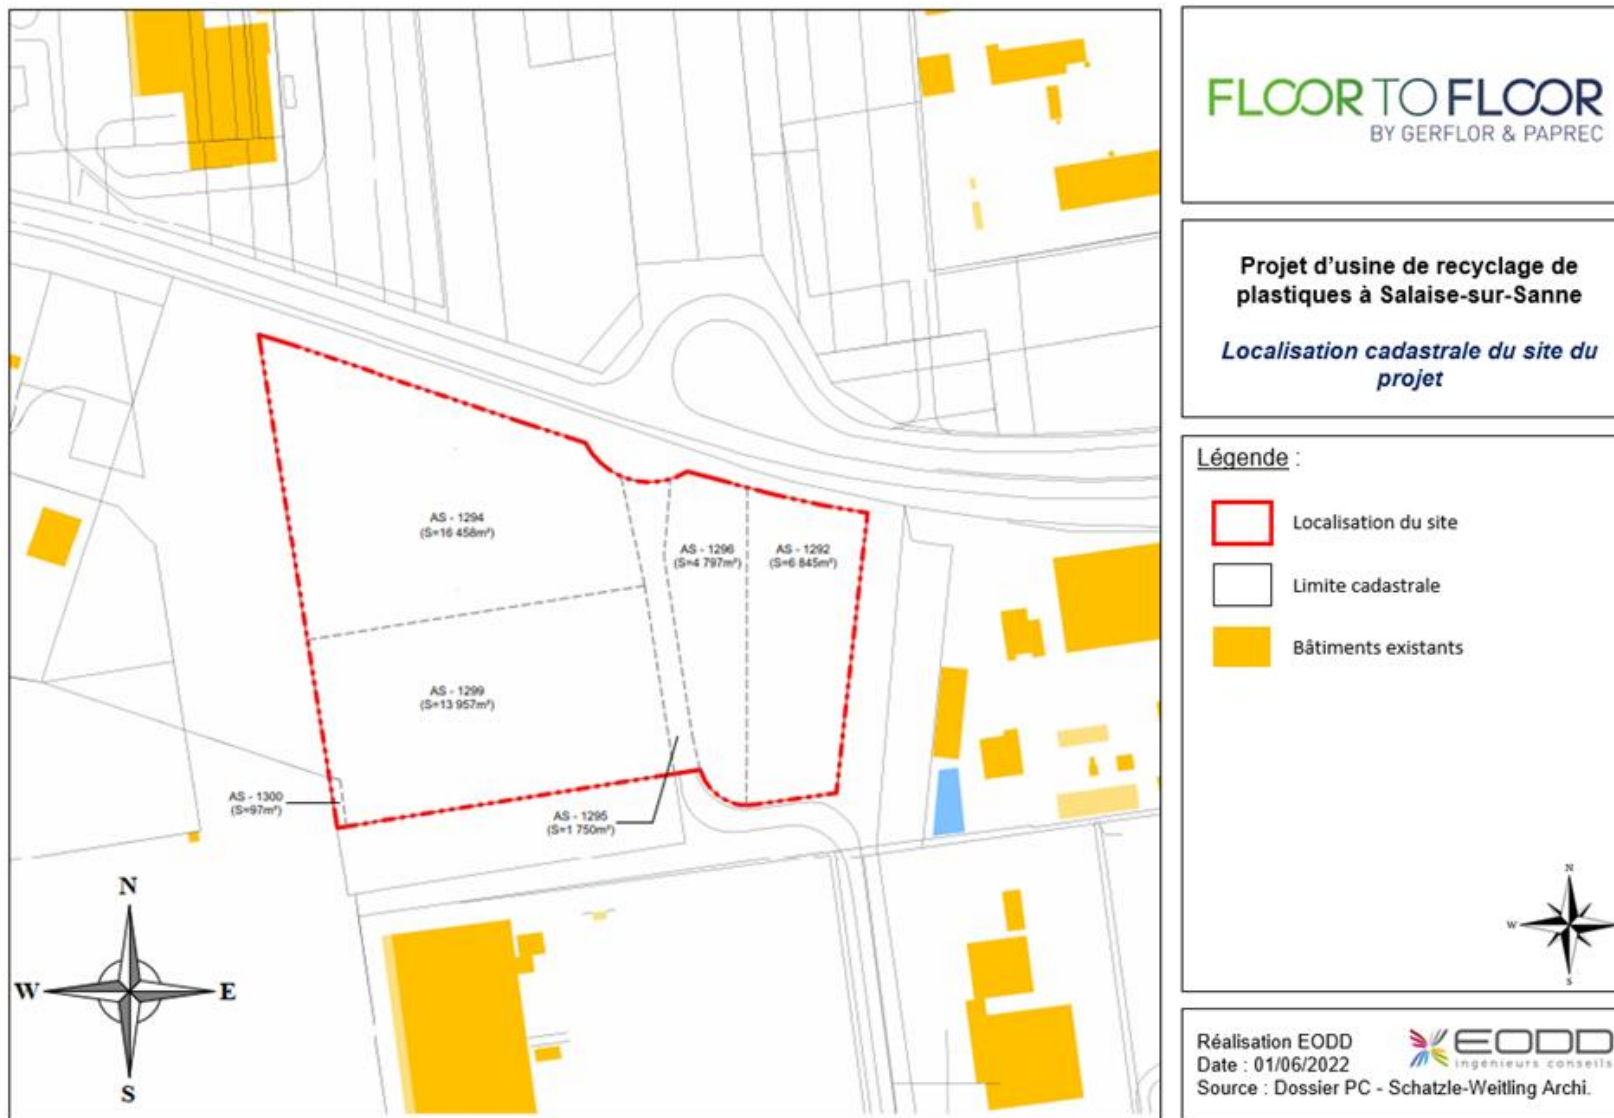 AS - 1294
(S=16 458m²)
AS - 1296
(S=4 797m²)
AS - 1292
(S=6 845m²)
AS - 1299
(S=13 957m²)
AS - 1300
(S=97m²)
AS - 1295
(S=1 750m²)
N
W
E
S
FLOOR TO FLOOR
BY GERFLOR & PAPREC
Projet d'usine de recyclage de
plastiques à Salaise-sur-Sanne
Localisation cadastrale du site du
projet
Légende :
Localisation du site
Limite cadastrale
Bâtiments existants
N
W
S
Réalisation EODD
Date : 01/06/2022
Source : Dossier PC - Schatzle-Weitling Archi.
EODD
ingénieurs conseils